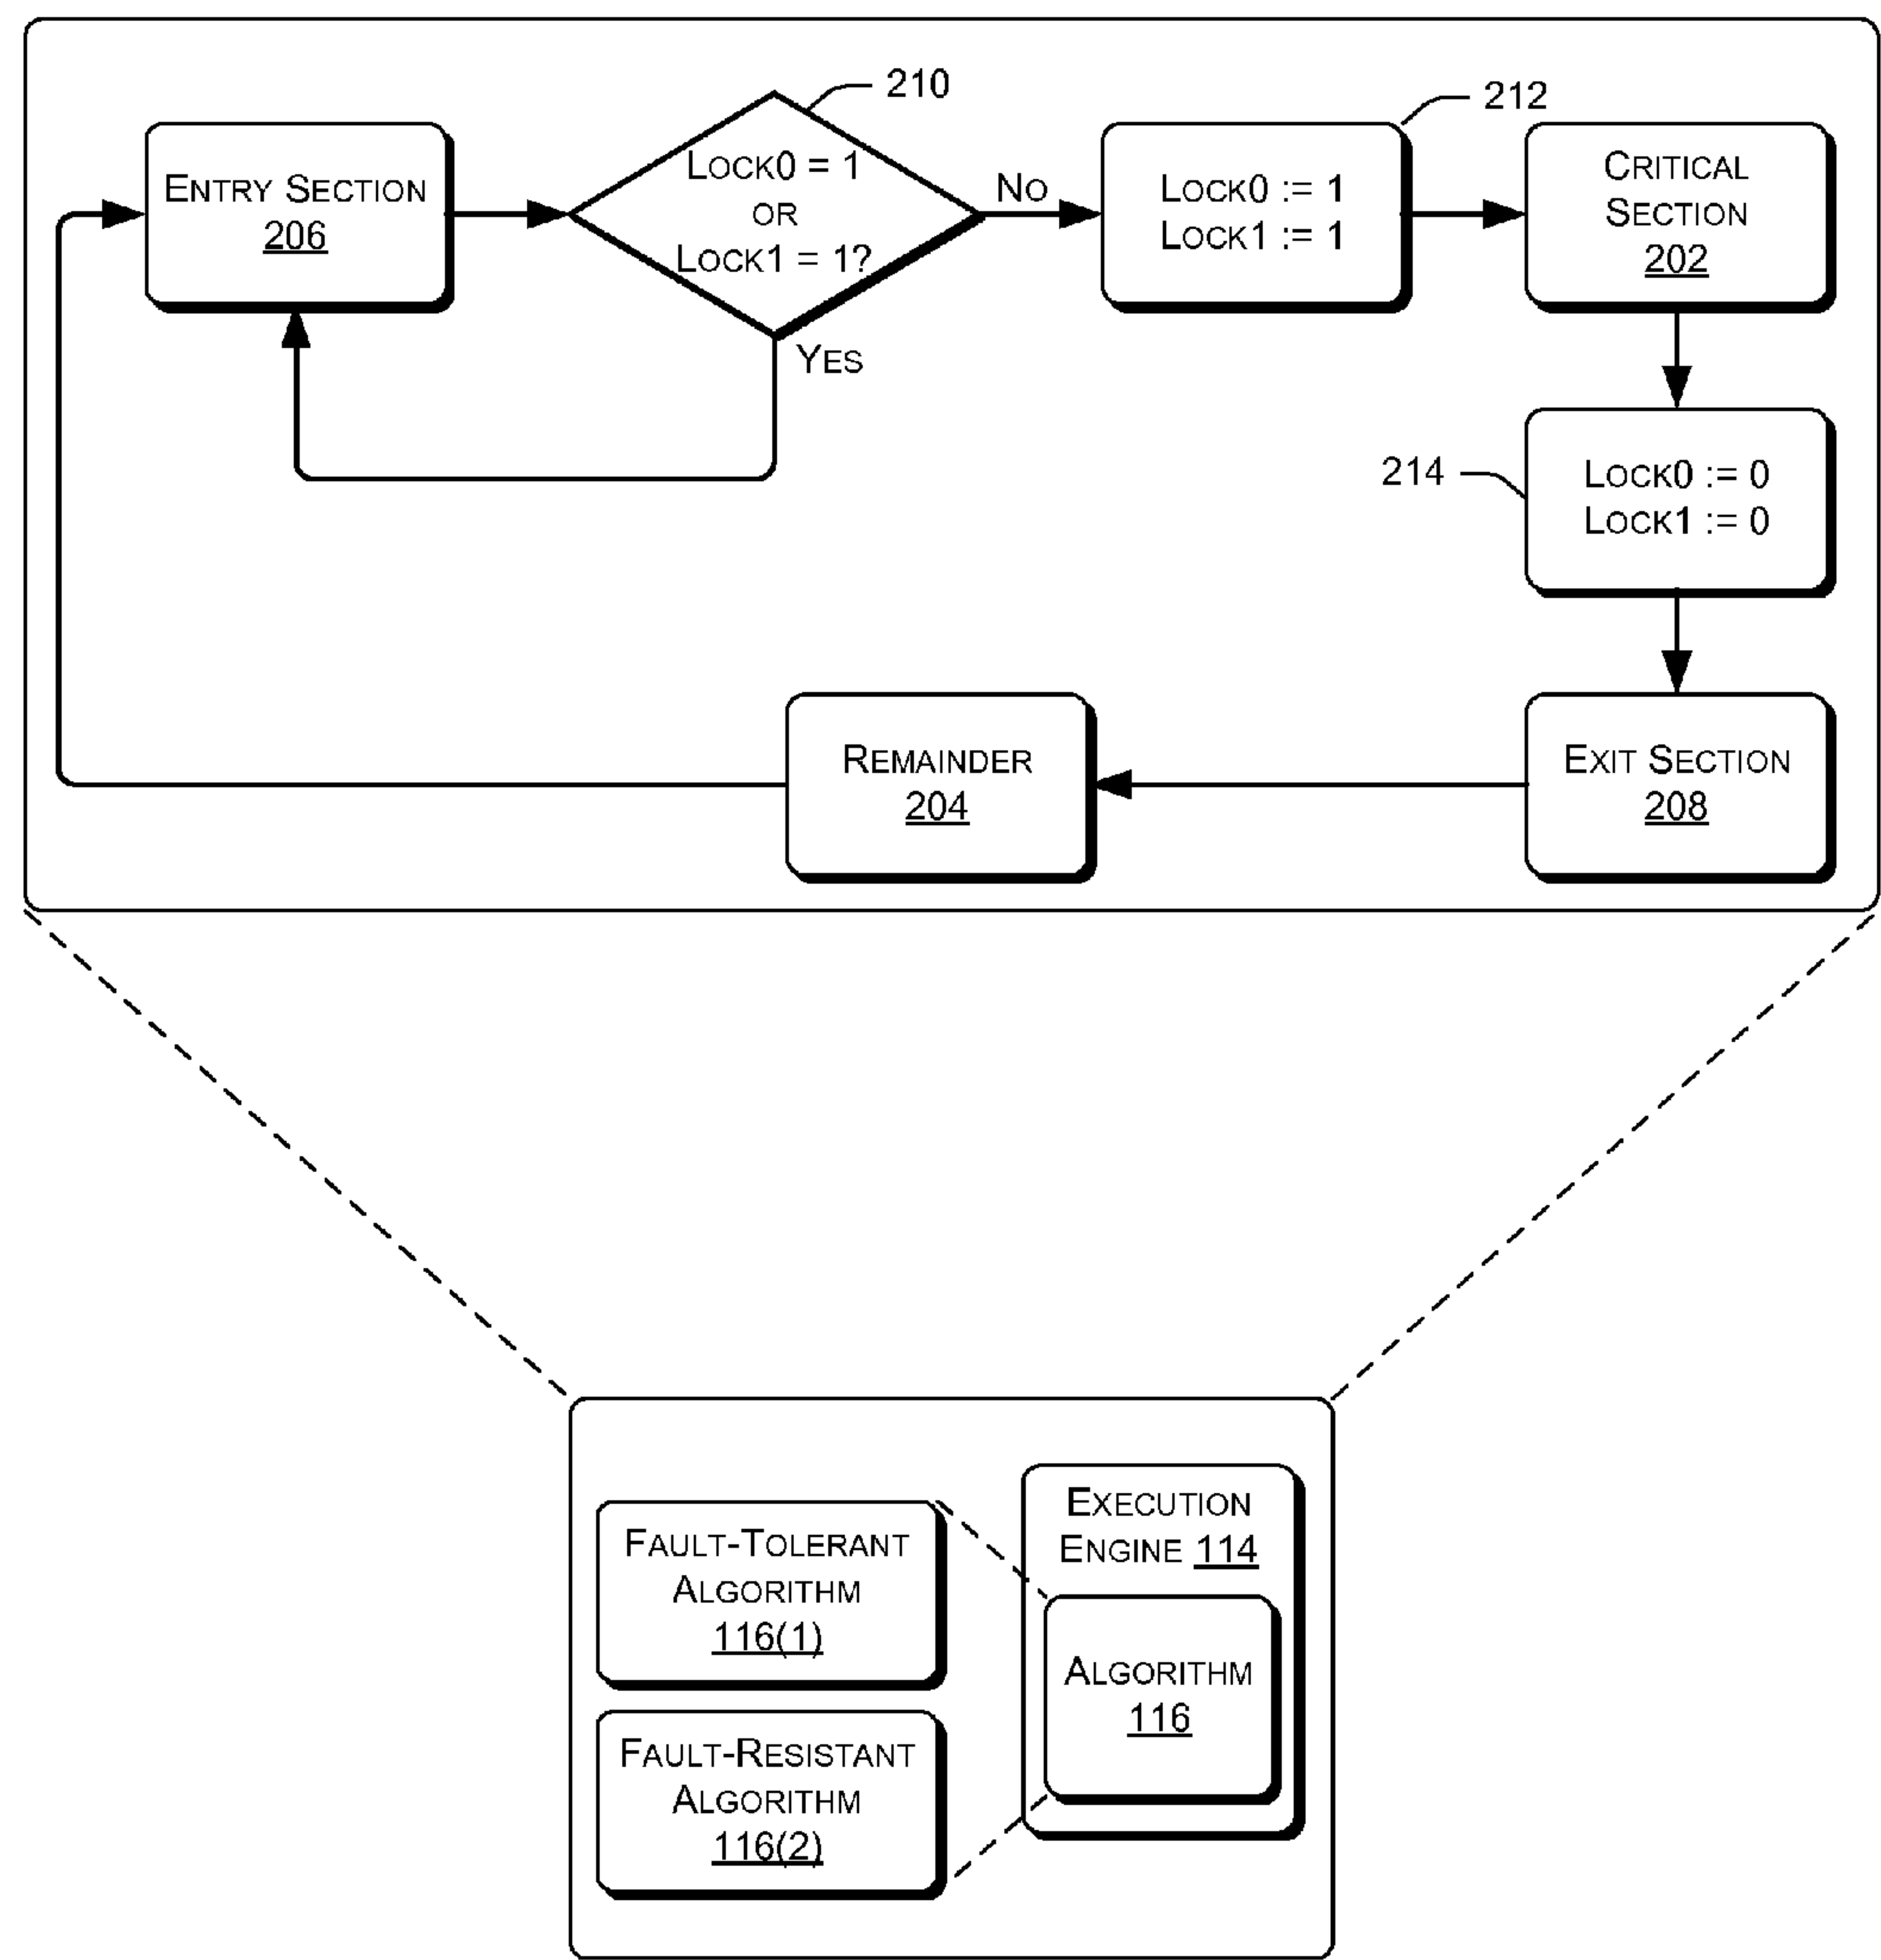 210
212
Entry Section
206
Lock0 = 1
or
Lock1 = 1?
No
Yes
Lock0 := 1
Lock1 := 1
Critical
Section
202
214
Lock0 := 0
Lock1 := 0
Remainder
204
Exit Section
208
Fault-Tolerant
Algorithm
116(1)
Fault-Resistant
Algorithm
116(2)
Execution
Engine 114
Algorithm
116